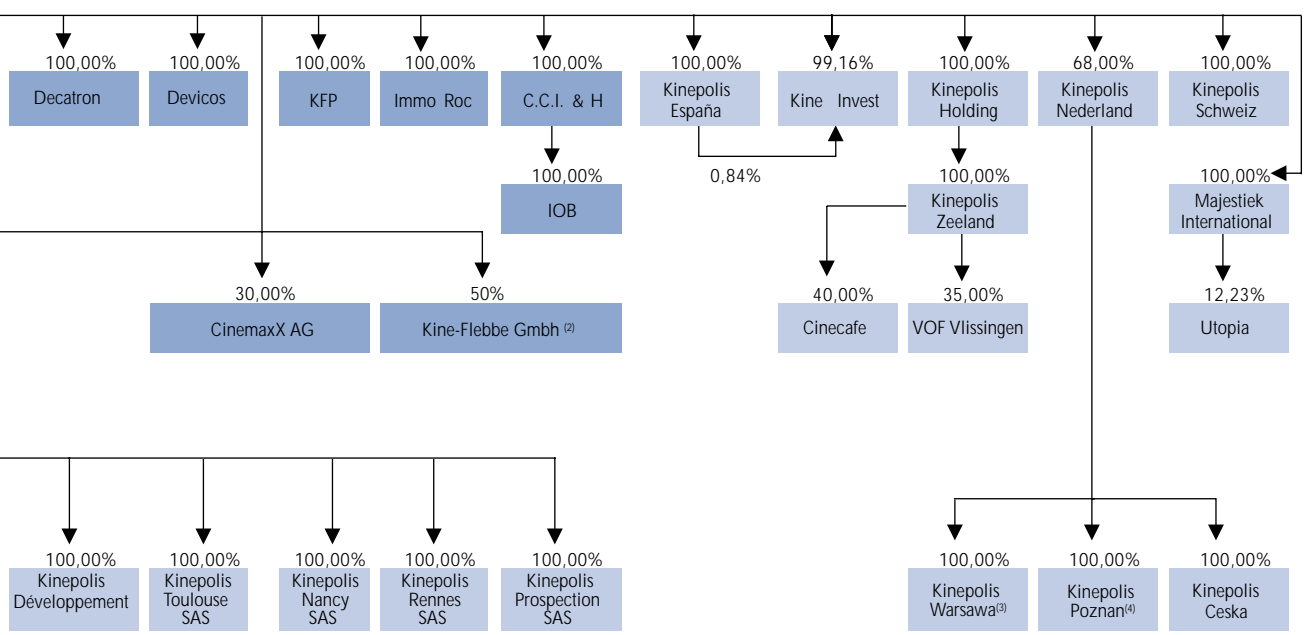 100,00% 100,00% 100,00% 100,00% 100,00% 100,00% 99,16% 100,00% 68,00% 100,00%
Decatron
Devicos
KFP
Immo Roc
C.C.I. & H
Kinepolis
España
Kine Invest
Kinepolis
Holding
Kinepolis
Nederland
Kinepolis
Schweiz
0,84%
100,00%
IOB
100,00%
Kinepolis
Zeeland
100,00%
Majestiek
International
30,00%
CinemaxX AG
50%
Kine-Flebbe Gmbh (2)
40,00%
Cinecafe
35,00%
VOF Vlissingen
12,23%
Utopia
100,00%
Kinepolis
Développement
100,00%
Kinepolis
Toulouse
SAS
100,00%
Kinepolis
Nancy
SAS
100,00%
Kinepolis
Rennes
SAS
100,00%
Kinepolis
Prospection
SAS
100,00%
Kinepolis
Warsawa(3)
100,00%
Kinepolis
Poznan(4)
100,00%
Kinepolis
Ceska